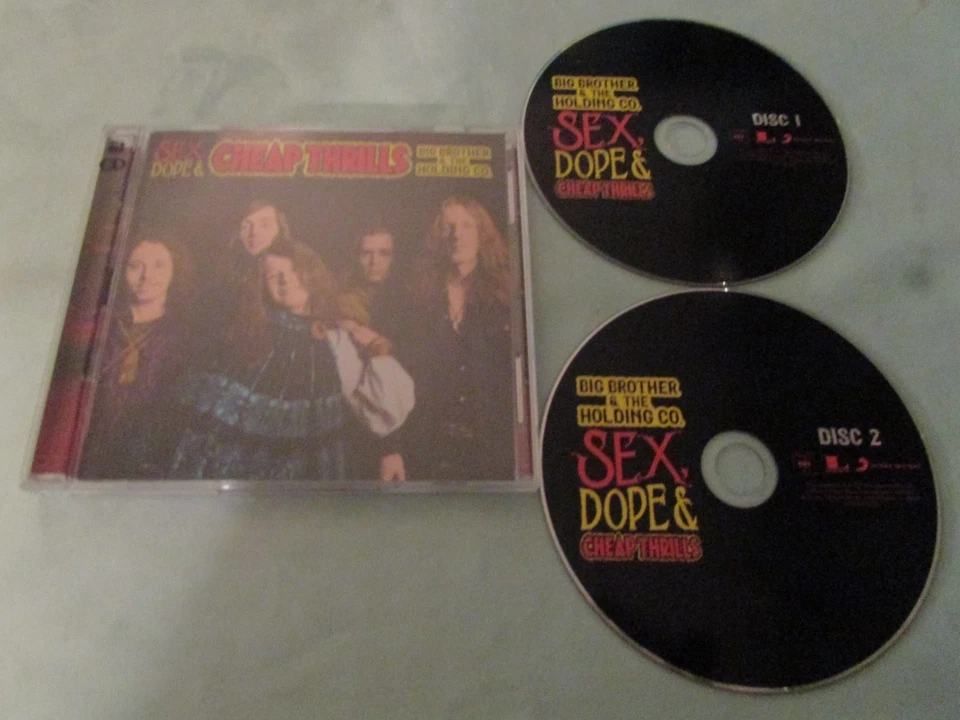 SEX,
DOPE &
CHEAP THRILLS
BIG BROTHER
& THE
HOLDING CO.
CD
BIG BROTHER
& THE
HOLDING CO.
SEX,
DOPE &
CHEAP THRILLS
DISC 1
BIG BROTHER
& THE
HOLDING CO.
SEX,
DOPE &
CHEAP THRILLS
DISC 2